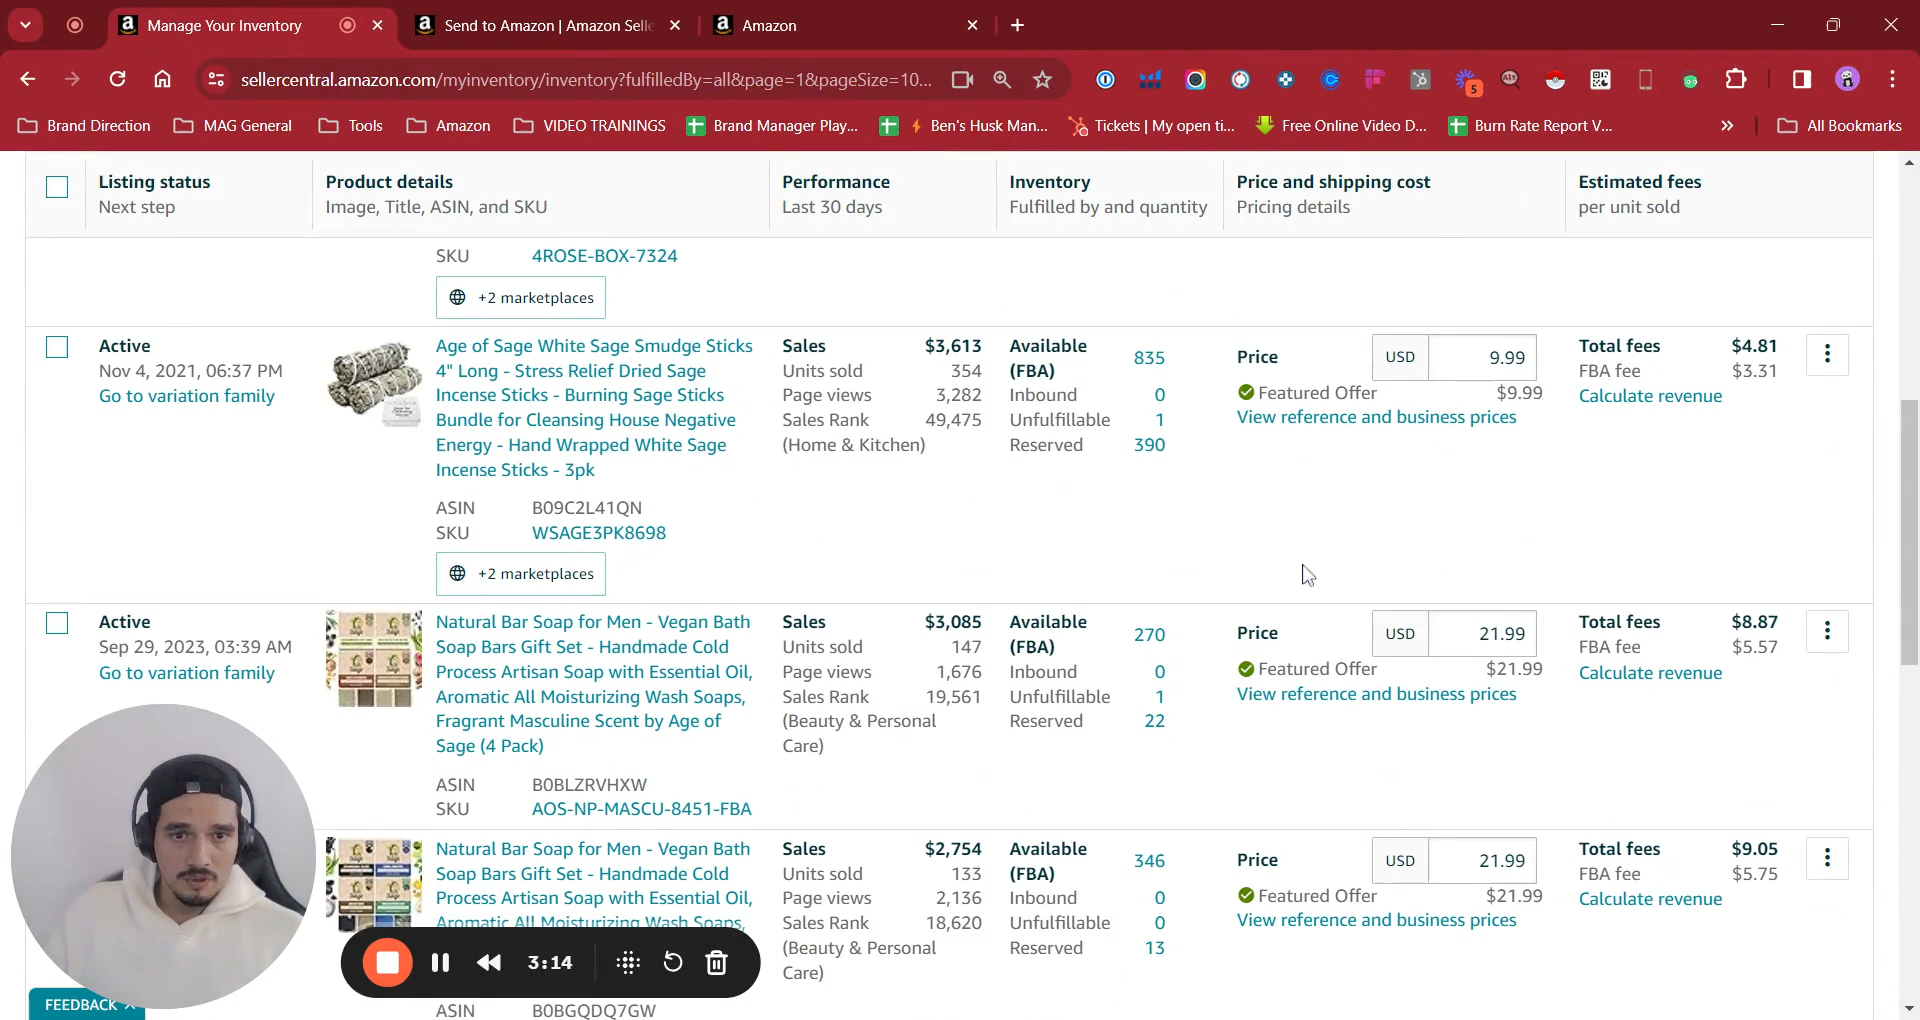 Manage Your Inventory
Send to Amazon | Amazon Selle
Amazon
sellercentral.amazon.com/myinventory/inventory?fulfilledBy=all&page=1&pageSize=10...
5
Brand Direction
MAG General
Tools
Amazon
VIDEO TRAININGS
Brand Manager Play...
Ben's Husk Man...
Tickets | My open ti...
Free Online Video D...
Burn Rate Report V...
All Bookmarks
Listing status
Next step
Product details
Image, Title, ASIN, and SKU
Performance
Last 30 days
Inventory
Fulfilled by and quantity
Price and shipping cost
Pricing details
Estimated fees
per unit sold
SKU 4ROSE-BOX-7324
+2 marketplaces
Active
Nov 4, 2021, 06:37 PM
Go to variation family
Age of Sage White Sage Smudge Sticks
4" Long - Stress Relief Dried Sage
Incense Sticks - Burning Sage Sticks
Bundle for Cleansing House Negative
Energy - Hand Wrapped White Sage
Incense Sticks - 3pk
ASIN B09C2L41QN
SKU WSAGE3PK8698
+2 marketplaces
Sales $3,613
Units sold 354
Page views 3,282
Sales Rank 49,475
(Home & Kitchen)
Available 835
(FBA)
Inbound 0
Unfulfillable 1
Reserved 390
Price USD 9.99
Featured Offer $9.99
View reference and business prices
Total fees $4.81
FBA fee $3.31
Calculate revenue
Active
Sep 29, 2023, 03:39 AM
Go to variation family
Natural Bar Soap for Men - Vegan Bath
Soap Bars Gift Set - Handmade Cold
Process Artisan Soap with Essential Oil,
Aromatic All Moisturizing Wash Soaps,
Fragrant Masculine Scent by Age of
Sage (4 Pack)
ASIN B0BLZRVHXW
SKU AOS-NP-MASCU-8451-FBA
Sales $3,085
Units sold 147
Page views 1,676
Sales Rank 19,561
(Beauty & Personal
Care)
Available 270
(FBA)
Inbound 0
Unfulfillable 1
Reserved 22
Price USD 21.99
Featured Offer $21.99
View reference and business prices
Total fees $8.87
FBA fee $5.57
Calculate revenue
Natural Bar Soap for Men - Vegan Bath
Soap Bars Gift Set - Handmade Cold
Process Artisan Soap with Essential Oil,
Aromatic All Moisturizing Wash Soaps,
ASIN B0BGQDQ7GW
Sales $2,754
Units sold 133
Page views 2,136
Sales Rank 18,620
(Beauty & Personal
Care)
Available 346
(FBA)
Inbound 0
Unfulfillable 0
Reserved 13
Price USD 21.99
Featured Offer $21.99
View reference and business prices
Total fees $9.05
FBA fee $5.75
Calculate revenue
3:14
FEEDBACK